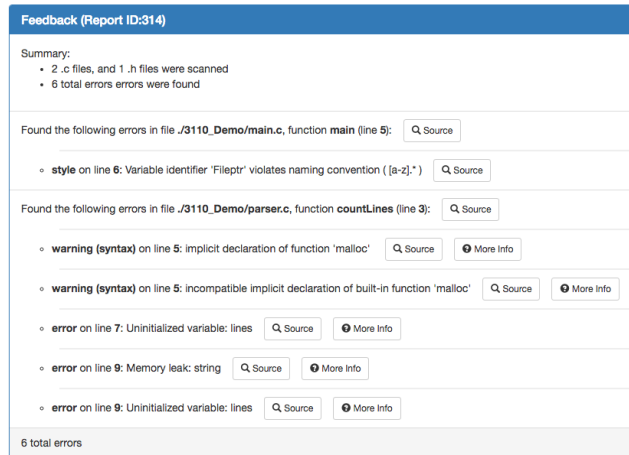 Feedback (Report ID:314)
Summary:
• 2 .c files, and 1 .h files were scanned
• 6 total errors errors were found
Found the following errors in file ./3110_Demo/main.c, function main (line 5): Source
style on line 6: Variable identifier 'Fileptr' violates naming convention ( [a-z].* ) Source
Found the following errors in file ./3110_Demo/parser.c, function countLines (line 3): Source
warning (syntax) on line 5: implicit declaration of function 'malloc' Source More Info
warning (syntax) on line 5: incompatible implicit declaration of built-in function 'malloc' Source More Info
error on line 7: Uninitialized variable: lines Source More Info
error on line 9: Memory leak: string Source More Info
error on line 9: Uninitialized variable: lines Source More Info
6 total errors